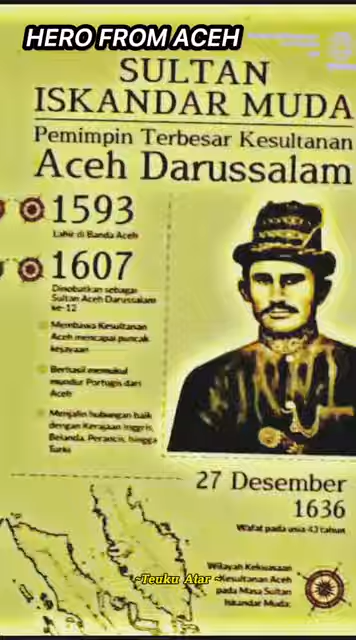 HERO FROM ACEH
SULTAN
ISKANDAR MUDA
Pemimpin Terbesar Kesultanan
Aceh Darussalam
1593
Lahir di Banda Aceh
1607
Dinobatkan sebagai
Sultan Aceh Darussalam
ke-12
Membawa Kesultanan
Aceh mencapai puncak
kejayaan
Berhasil memukul
mundur Portugis dari
Aceh
Menjalin hubungan baik
dengan Kerajaan Inggris,
Belanda, Perancis, hingga
Turki
27 Desember
1636
Wafat pada usia 43 tahun
Wilayah Kekuasaan
Kesultanan Aceh
pada Masa Sultan
Iskandar Muda.
~Teuku Atar~